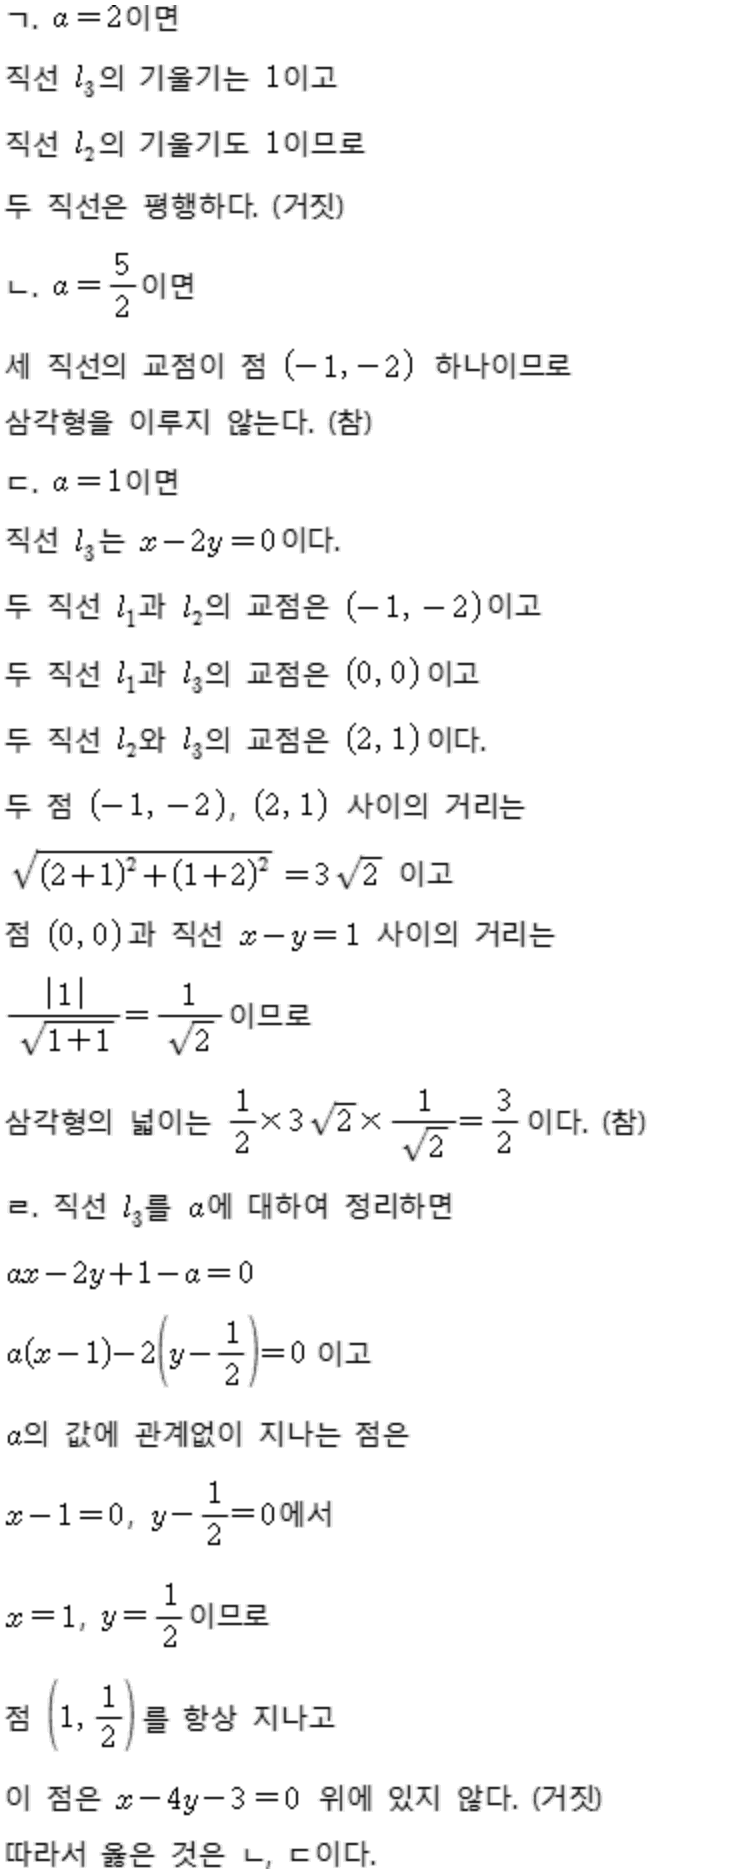 ㄱ. a=2이면
직선 l₃의 기울기는 1이고
직선 l₂의 기울기도 1이므로
두 직선은 평행하다. (거짓)
ㄴ. a=5/2이면
세 직선의 교점이 점 (-1, -2) 하나이므로
삼각형을 이루지 않는다. (참)
ㄷ. a=1이면
직선 l₃는 x-2y=0이다.
두 직선 l₁과 l₂의 교점은 (-1, -2)이고
두 직선 l₁과 l₃의 교점은 (0, 0)이고
두 직선 l₂와 l₃의 교점은 (2, 1)이다.
두 점 (-1, -2), (2, 1) 사이의 거리는
√((2+1)²+(1+2)²) =3√2 이고
점 (0, 0)과 직선 x-y=1 사이의 거리는
|1|/√(1+1) = 1/√2 이므로
삼각형의 넓이는 1/2×3√2×1/√2=3/2 이다. (참)
ㄹ. 직선 l₃를 a에 대하여 정리하면
ax-2y+1-a=0
a(x-1)-2(y-1/2)=0 이고
a의 값에 관계없이 지나는 점은
x-1=0, y-1/2=0에서
x=1, y=1/2이므로
점 (1, 1/2)를 항상 지나고
이 점은 x-4y-3=0 위에 있지 않다. (거짓)
따라서 옳은 것은 ㄴ, ㄷ이다.